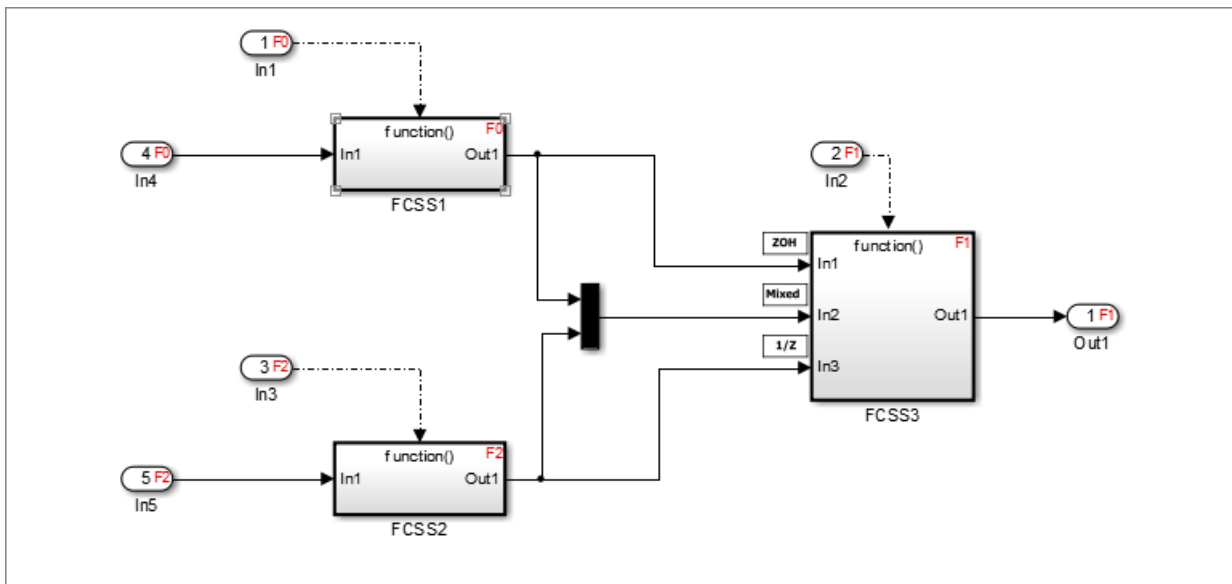 1 F0
In1
function()
F0
In1
Out1
FCSS1
4 F0
In4
2 F1
In2
ZOH
function()
F1
In1
Mixed
In2
Out1
1/Z
In3
FCSS3
1 F1
Out1
3 F2
In3
function()
F2
In1
Out1
FCSS2
5 F2
In5